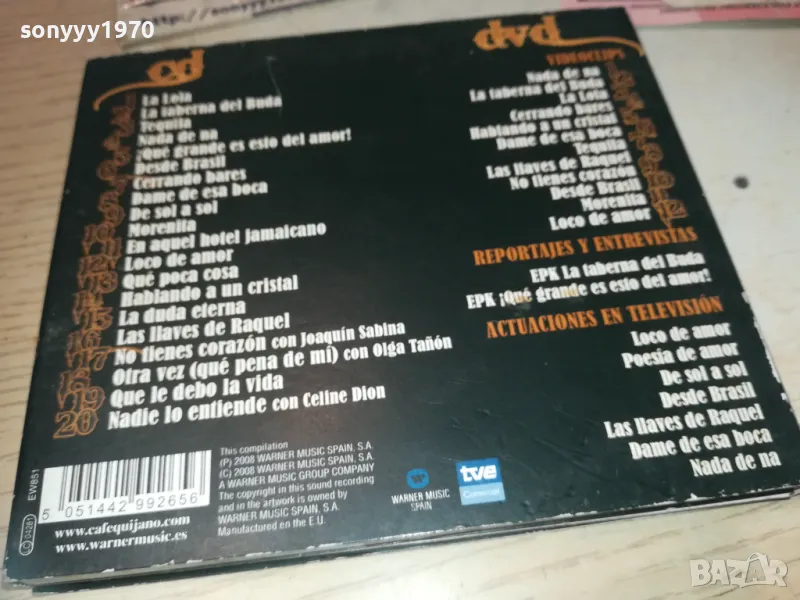 sonyyy1970
cd
La Lola
La taberna del Buda
Tequila
Nada de na
¡Qué grande es esto del amor!
Desde Brasil
Cerrando bares
Dame de esa boca
De sol a sol
Morenita
En aquel hotel jamaicano
Loco de amor
Qué poca cosa
Hablando a un cristal
La duda eterna
Las llaves de Raquel
No tienes corazón con Joaquín Sabina
Otra vez (qué pena de mí) con Olga Tañón
Que le debo la vida
20 Nadie lo entiende con Celine Dion
dvd
VIDEOCLIPS
Nada de na
La taberna del Buda
La Lola
Cerrando bares
Hablando a un cristal
Dame de esa boca
Tequila
Las llaves de Raquel
No tienes corazón
Desde Brasil
Morenita
Loco de amor 12
REPORTAJES Y ENTREVISTAS
EPK La taberna del Buda
EPK ¡Qué grande es esto del amor!
ACTUACIONES EN TELEVISIÓN
Loco de amor
Poesía de amor
De sol a sol
Desde Brasil
Las llaves de Raquel
Dame de esa boca
Nada de na
EW851
5 051442 992656
LC 04281
www.cafequijano.com
www.warnermusic.es
This compilation
(P) 2008 WARNER MUSIC SPAIN, S.A.
(C) 2008 WARNER MUSIC SPAIN, S.A.
A WARNER MUSIC GROUP COMPANY
The copyright in this sound recording
and in the artwork is owned by
WARNER MUSIC SPAIN, S.A.
Manufactured en the E.U.
WARNER MUSIC
SPAIN
tve
Comercial
BAZAR